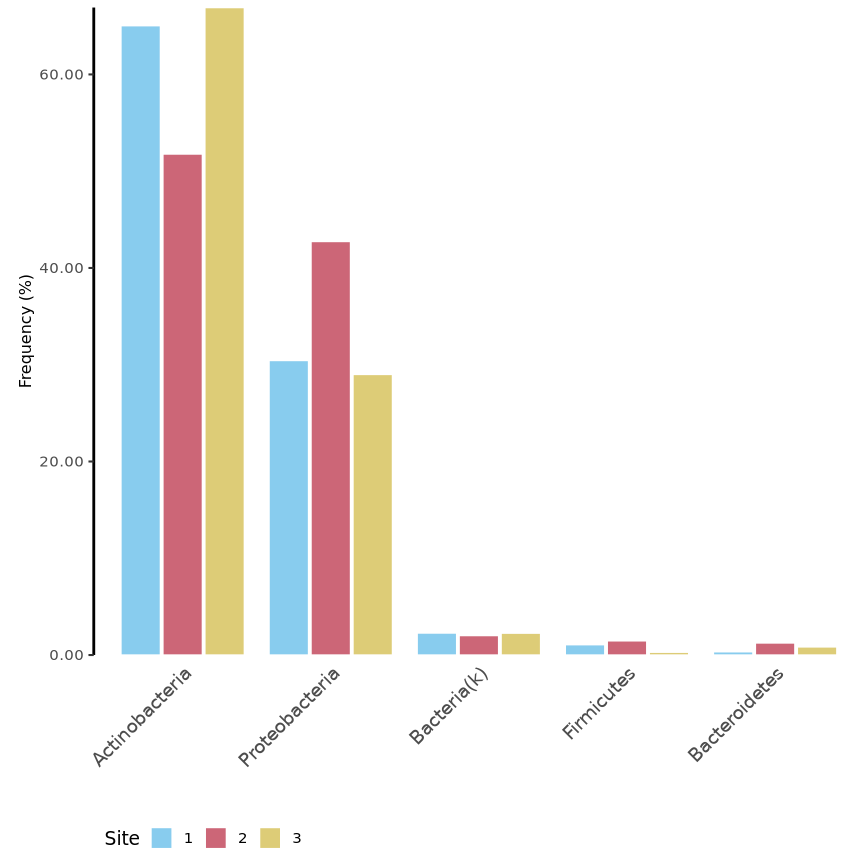 60.00
40.00
20.00
0.00
Frequency (%)
Actinobacteria
Proteobacteria
Bacteria(k)
Firmicutes
Bacteroidetes
Site 1 2 3